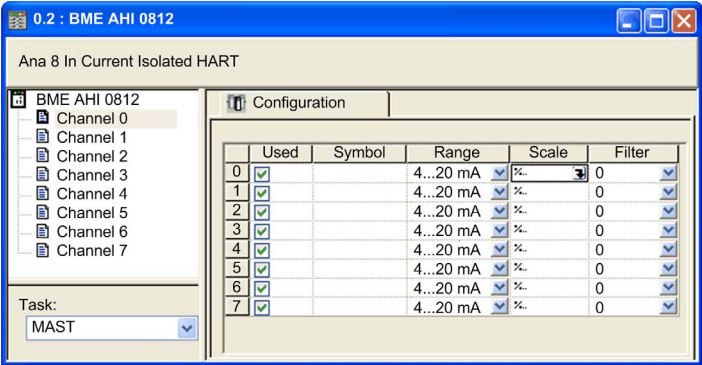 0.2 : BME AHI 0812
Ana 8 In Current Isolated HART
BME AHI 0812
Channel 0
Channel 1
Channel 2
Channel 3
Channel 4
Channel 5
Channel 6
Channel 7
Task:
MAST
Configuration
Used Symbol Range Scale Filter
0 4...20 mA %.. 0
1 4...20 mA %.. 0
2 4...20 mA %.. 0
3 4...20 mA %.. 0
4 4...20 mA %.. 0
5 4...20 mA %.. 0
6 4...20 mA %.. 0
7 4...20 mA %.. 0